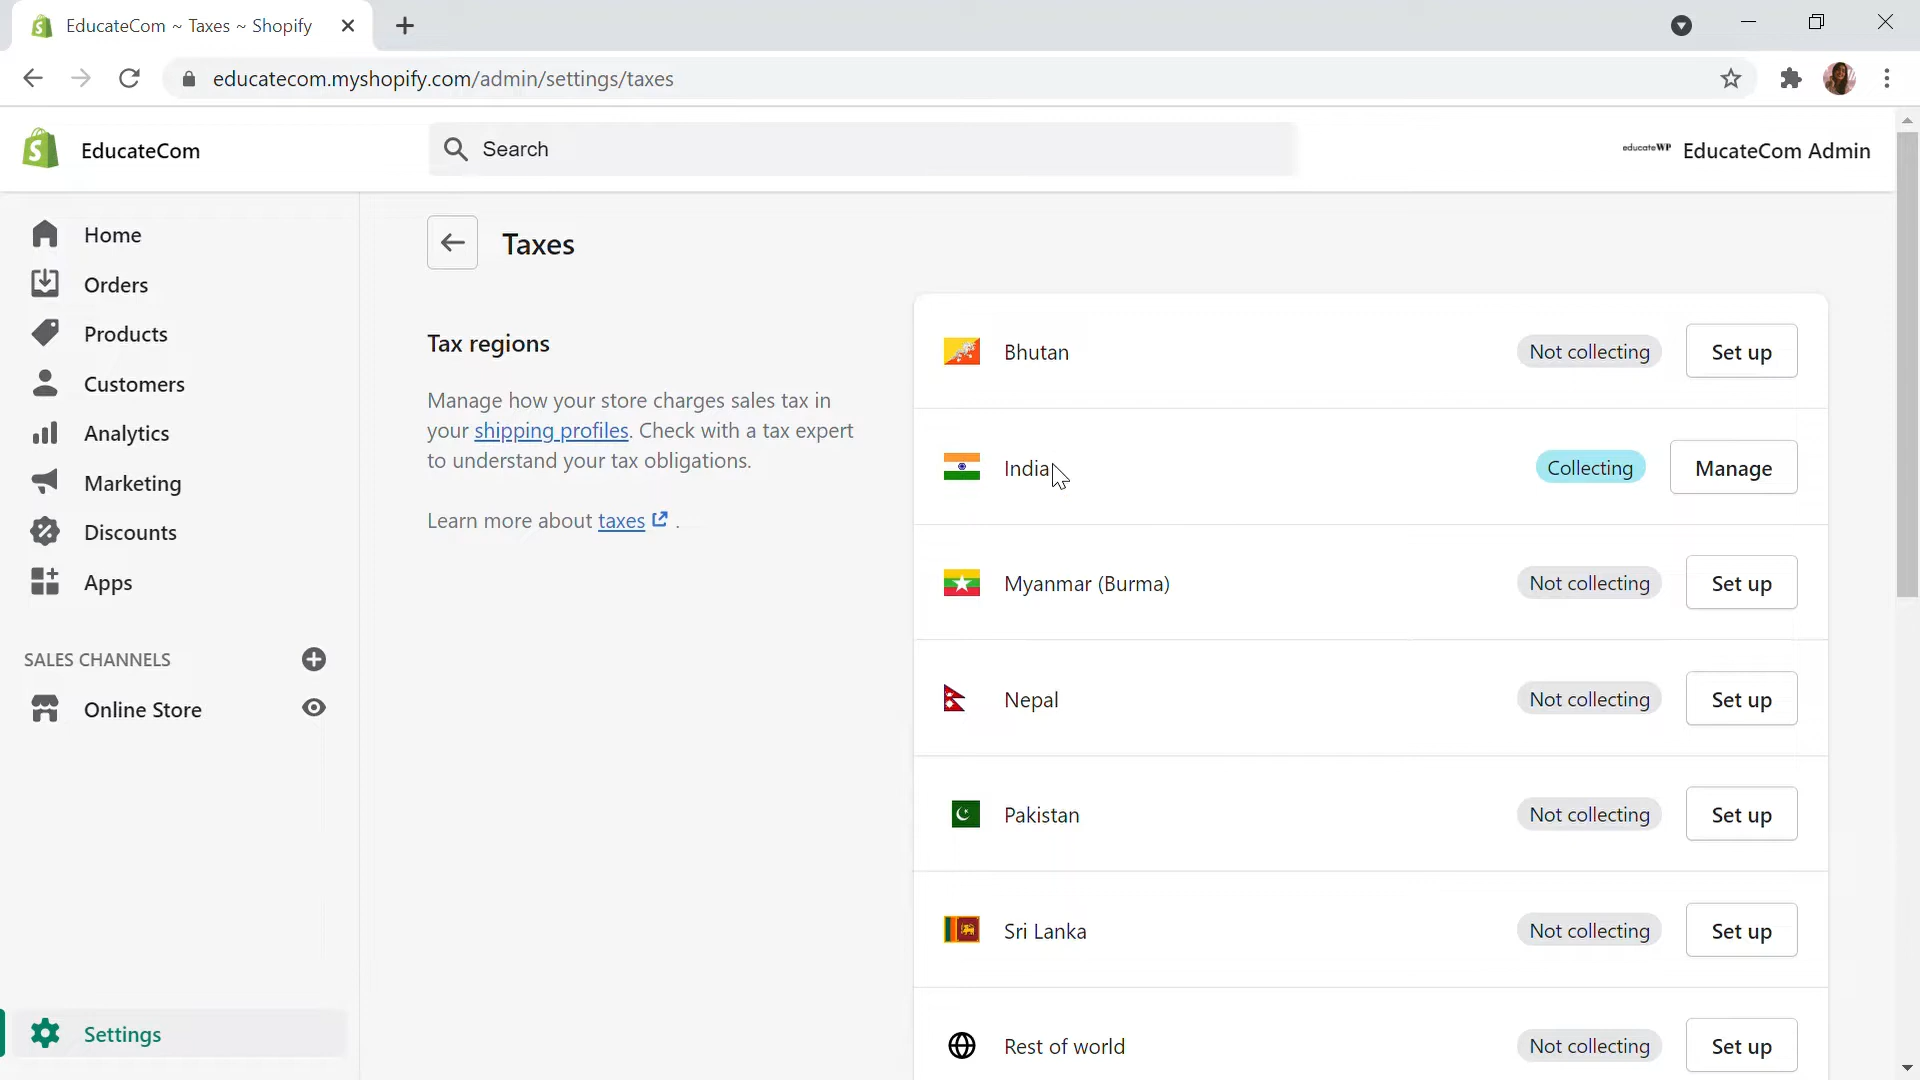 EducateCom ~ Taxes ~ Shopify
educatecom.myshopify.com/admin/settings/taxes
EducateCom
Search
educateWP EducateCom Admin
Home
Orders
Products
Customers
Analytics
Marketing
Discounts
Apps
SALES CHANNELS
Online Store
Settings
Taxes
Tax regions
Manage how your store charges sales tax in
your shipping profiles. Check with a tax expert
to understand your tax obligations.
Learn more about taxes .
Bhutan Not collecting Set up
India Collecting Manage
Myanmar (Burma) Not collecting Set up
Nepal Not collecting Set up
Pakistan Not collecting Set up
Sri Lanka Not collecting Set up
Rest of world Not collecting Set up